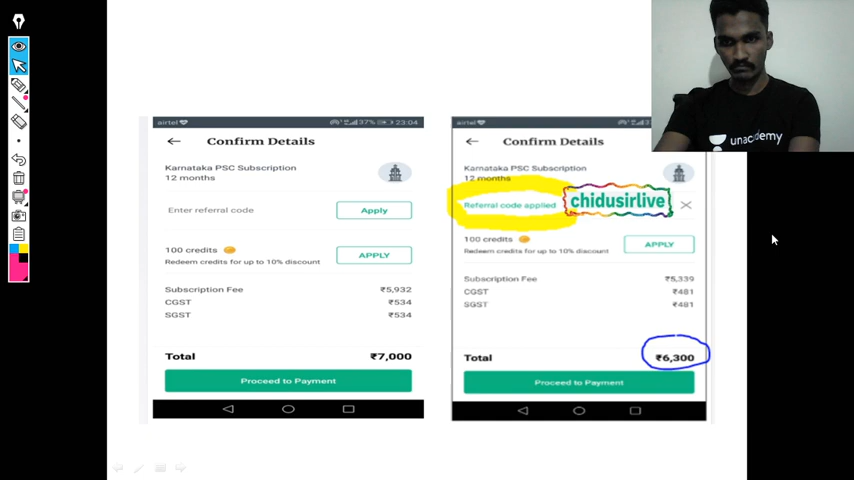 airtel
37%
23:04
Confirm Details
Karnataka PSC Subscription
12 months
Enter referral code
Apply
100 credits
APPLY
Redeem credits for up to 10% discount
Subscription Fee ₹5,932
CGST ₹534
SGST ₹534
Total ₹7,000
Proceed to Payment
airtel
Confirm Details
Karnataka PSC Subscription
12 months
Referral code applied
chidusirlive
100 credits
APPLY
Redeem credits for up to 10% discount
Subscription Fee ₹5,339
CGST ₹481
SGST ₹481
Total ₹6,300
Proceed to Payment
unacademy